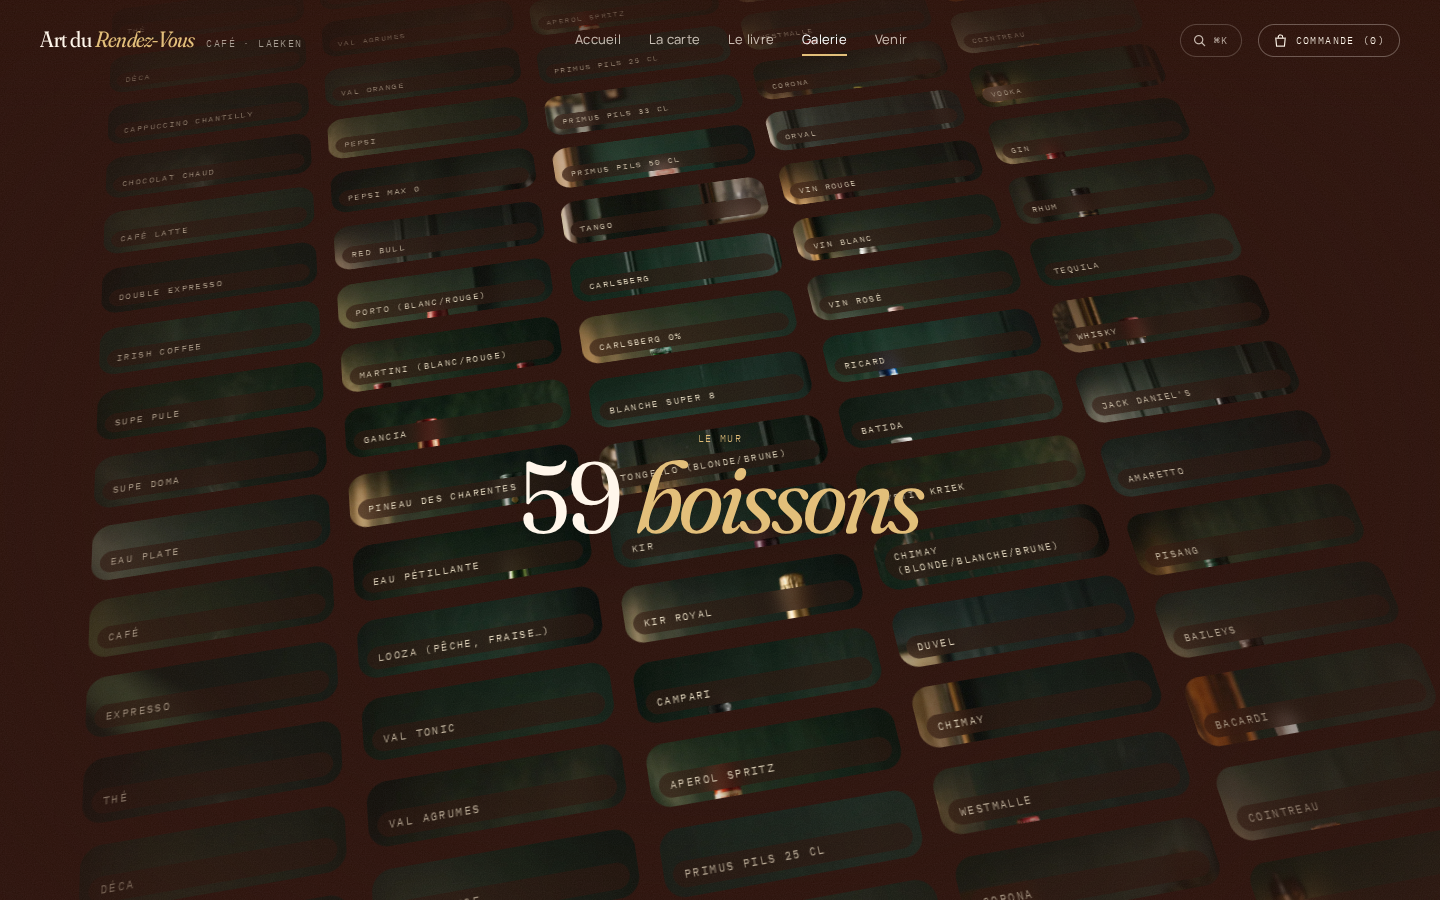 Art du Rendez-Vous CAFÉ · LAEKEN
Accueil
La carte
Le livre
Galerie
Venir
⌘K
COMMANDE (0)
LE MUR
59 boissons
DÉCA
CAPPUCCINO CHANTILLY
CHOCOLAT CHAUD
CAFÉ LATTE
DOUBLE EXPRESSO
IRISH COFFEE
SUPE PULE
SUPE DOMA
EAU PLATE
CAFÉ
EXPRESSO
THÉ
DÉCA
VAL AGRUMES
VAL ORANGE
PEPSI
PEPSI MAX 0
RED BULL
PORTO (BLANC/ROUGE)
MARTINI (BLANC/ROUGE)
GANCIA
PINEAU DES CHARENTES
EAU PÉTILLANTE
LOOZA (PÊCHE, FRAISE…)
VAL TONIC
VAL AGRUMES
APEROL SPRITZ
PRIMUS PILS 25 CL
PRIMUS PILS 33 CL
PRIMUS PILS 50 CL
TANGO
CARLSBERG
CARLSBERG 0%
BLANCHE SUPER 8
TONGERLO (BLONDE/BRUNE)
KIR
KIR ROYAL
CAMPARI
APEROL SPRITZ
PRIMUS PILS 25 CL
WESTMALLE
CORONA
ORVAL
VIN ROUGE
VIN BLANC
VIN ROSÉ
RICARD
BATIDA
KRIEK
CHIMAY
(BLONDE/BLANCHE/BRUNE)
DUVEL
CHIMAY
WESTMALLE
CORONA
COINTREAU
VODKA
GIN
RHUM
TEQUILA
WHISKY
JACK DANIEL'S
AMARETTO
PISANG
BAILEYS
BACARDI
COINTREAU